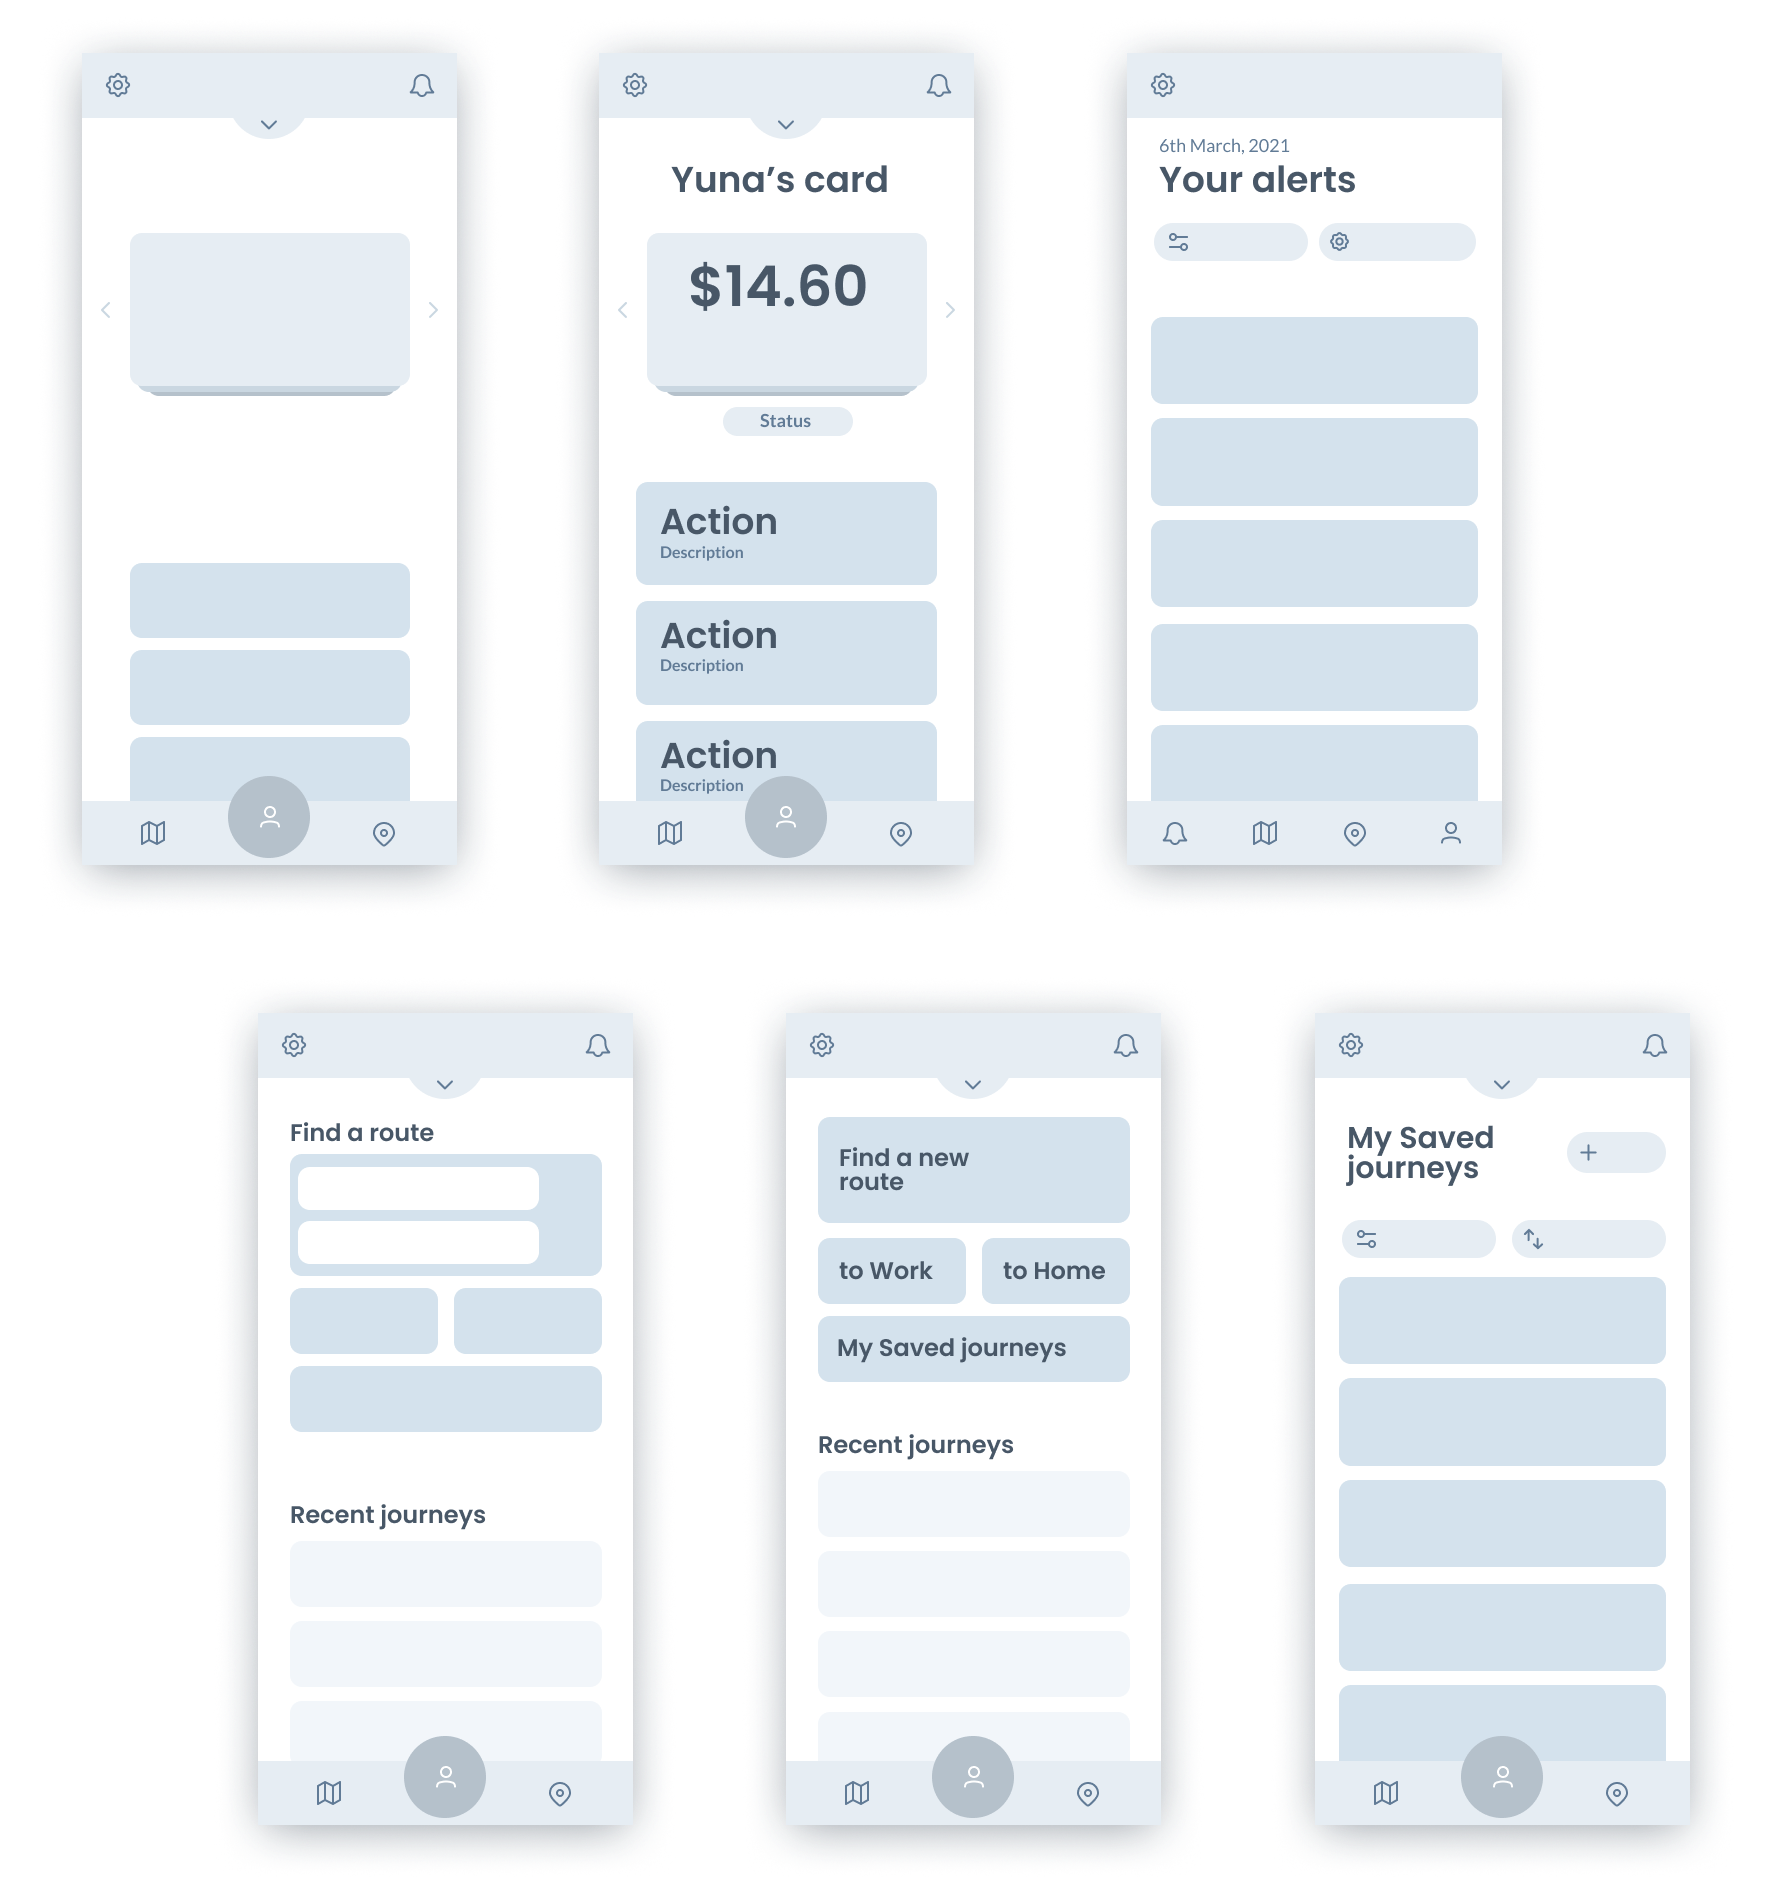 Yuna’s card
$14.60
Status
Action
Description
Action
Description
Action
Description
6th March, 2021
Your alerts
Find a route
Recent journeys
Find a new
route
to Work
to Home
My Saved journeys
Recent journeys
My Saved
journeys